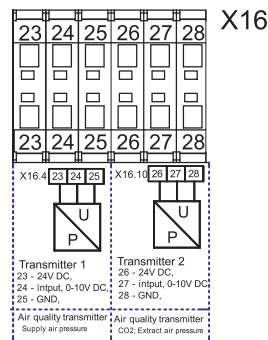 X16
23 24 25 26 27 28
23 24 25 26 27 28
X16.4 23 24 25
X16.10 26 27 28
U
P
U
P
Transmitter 1
23 - 24V DC,
24 - intput, 0-10V DC,
25 - GND,
Transmitter 2
26 - 24V DC,
27 - intput, 0-10V DC
28 - GND,
Air quality transmitter
Supply air pressure
Air quality transmitter
CO2; Extract air pressure